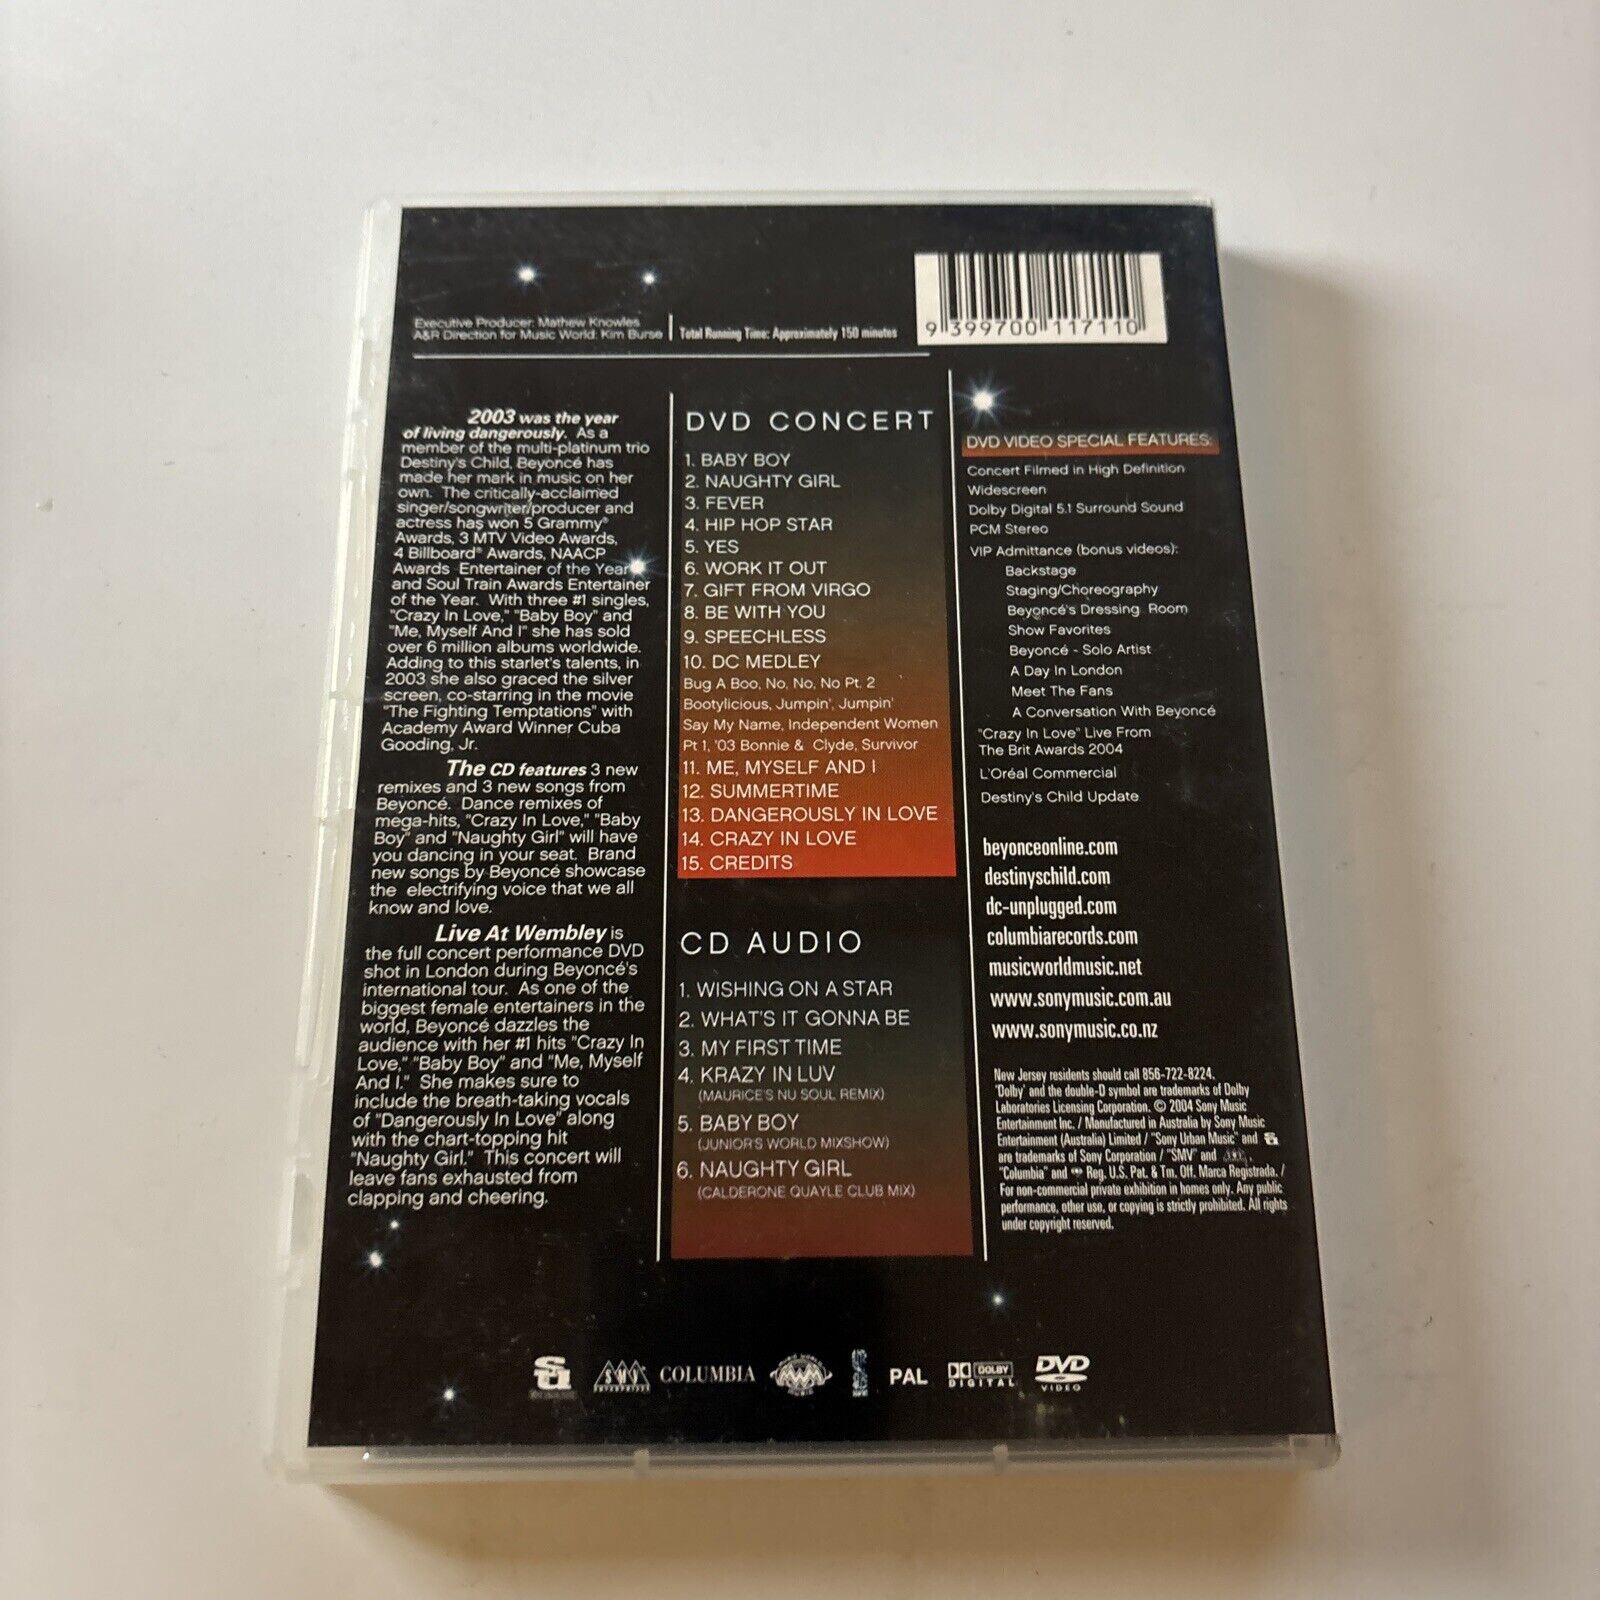 9 399700 117110
Executive Producer: Mathew Knowles
A&R Direction for Music World: Kim Burse
Total Running Time: Approximately 150 minutes
2003 was the year
of living dangerously. As a
member of the multi-platinum trio
Destiny's Child, Beyoncé has
made her mark in music on her
own. The critically-acclaimed
singer/songwriter/producer and
actress has won 5 Grammy®
Awards, 3 MTV Video Awards,
4 Billboard® Awards, NAACP
Awards Entertainer of the Year
and Soul Train Awards Entertainer
of the Year. With three #1 singles,
"Crazy In Love," "Baby Boy" and
"Me, Myself And I" she has sold
over 6 million albums worldwide.
Adding to this starlet's talents, in
2003 she also graced the silver
screen, co-starring in the movie
"The Fighting Temptations" with
Academy Award Winner Cuba
Gooding, Jr.
The CD features 3 new
remixes and 3 new songs from
Beyoncé. Dance remixes of
mega-hits, "Crazy In Love," "Baby
Boy" and "Naughty Girl" will have
you dancing in your seat. Brand
new songs by Beyoncé showcase
the electrifying voice that we all
know and love.
Live At Wembley is
the full concert performance DVD
shot in London during Beyoncé's
international tour. As one of the
biggest female entertainers in the
world, Beyoncé dazzles the
audience with her #1 hits "Crazy In
Love," "Baby Boy" and "Me, Myself
And I." She makes sure to
include the breath-taking vocals
of "Dangerously In Love" along
with the chart-topping hit
"Naughty Girl." This concert will
leave fans exhausted from
clapping and cheering.
DVD CONCERT
1. BABY BOY
2. NAUGHTY GIRL
3. FEVER
4. HIP HOP STAR
5. YES
6. WORK IT OUT
7. GIFT FROM VIRGO
8. BE WITH YOU
9. SPEECHLESS
10. DC MEDLEY
Bug A Boo, No, No, No Pt. 2
Bootylicious, Jumpin', Jumpin'
Say My Name, Independent Women
Pt 1, '03 Bonnie & Clyde, Survivor
11. ME, MYSELF AND I
12. SUMMERTIME
13. DANGEROUSLY IN LOVE
14. CRAZY IN LOVE
15. CREDITS
CD AUDIO
1. WISHING ON A STAR
2. WHAT'S IT GONNA BE
3. MY FIRST TIME
4. KRAZY IN LUV
(MAURICE'S NU SOUL REMIX)
5. BABY BOY
(JUNIOR'S WORLD MIXSHOW)
6. NAUGHTY GIRL
(CALDERONE QUAYLE CLUB MIX)
DVD VIDEO SPECIAL FEATURES:
Concert Filmed in High Definition
Widescreen
Dolby Digital 5.1 Surround Sound
PCM Stereo
VIP Admittance (bonus videos):
Backstage
Staging/Choreography
Beyoncé's Dressing Room
Show Favorites
Beyoncé - Solo Artist
A Day In London
Meet The Fans
A Conversation With Beyoncé
"Crazy In Love" Live From
The Brit Awards 2004
L'Oréal Commercial
Destiny's Child Update
beyonceonline.com
destinyschild.com
dc-unplugged.com
columbiarecords.com
musicworldmusic.net
www.sonymusic.com.au
www.sonymusic.co.nz
New Jersey residents should call 856-722-8224.
'Dolby' and the double-D symbol are trademarks of Dolby
Laboratories Licensing Corporation. © 2004 Sony Music
Entertainment Inc. / Manufactured in Australia by Sony Music
Entertainment (Australia) Limited / "Sony Urban Music" and
are trademarks of Sony Corporation / "SMV" and
"Columbia" and Reg. U.S. Pat. & Tm. Off. Marca Registrada. /
For non-commercial private exhibition in homes only. Any public
performance, other use, or copying is strictly prohibited. All rights
under copyright reserved.
SMV
ENTERPRISES
COLUMBIA
MUSIC WORLD
MWM
MUSIC
PAL
DOLBY
DIGITAL
DVD
VIDEO